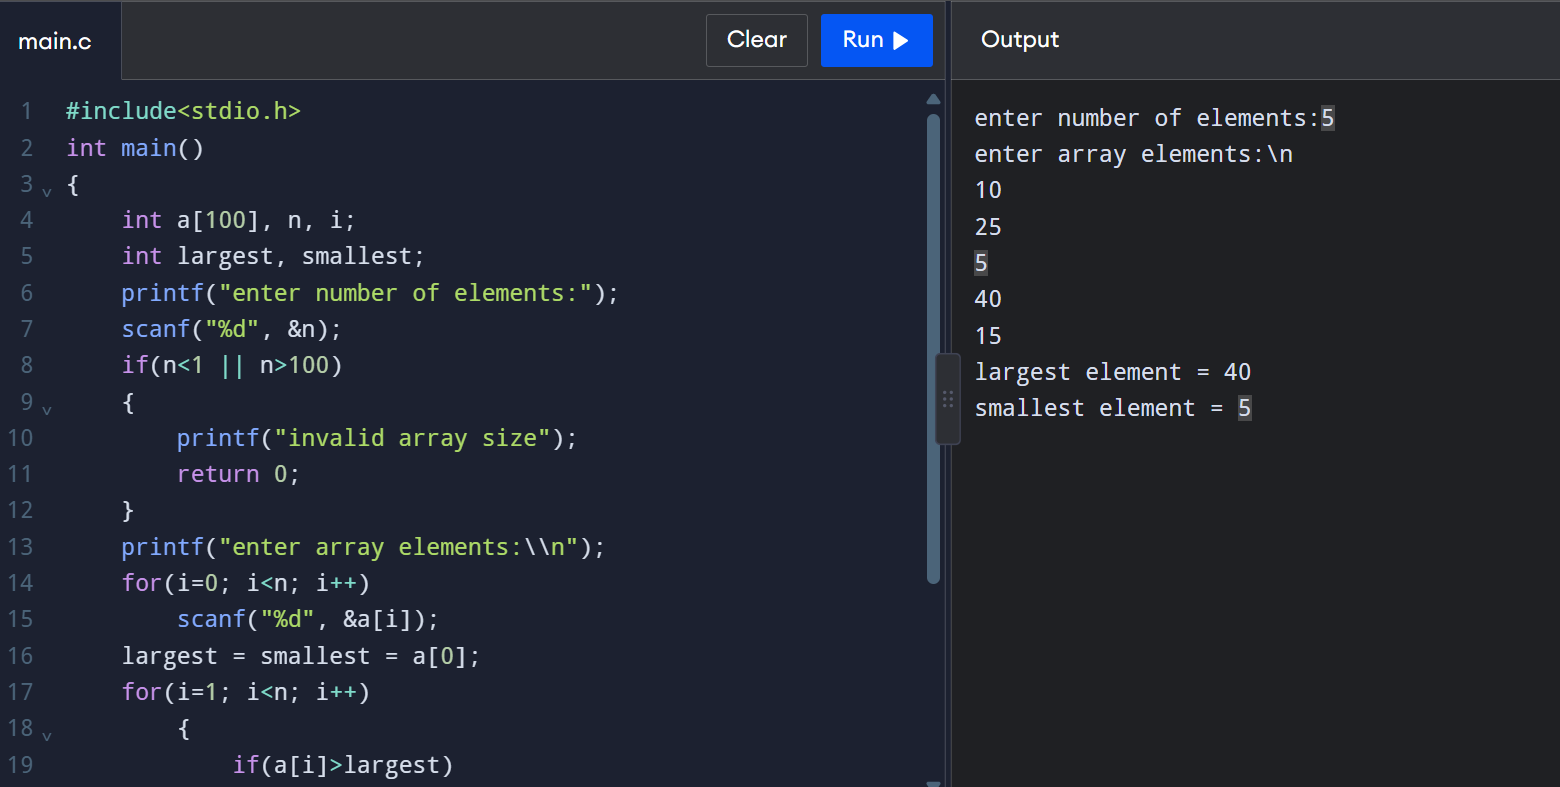 main.c
Clear
Run
Output
1 #include<stdio.h>
2 int main()
3 {
4 int a[100], n, i;
5 int largest, smallest;
6 printf("enter number of elements:");
7 scanf("%d", &n);
8 if(n<1 || n>100)
9 {
10 printf("invalid array size");
11 return 0;
12 }
13 printf("enter array elements:\\n");
14 for(i=0; i<n; i++)
15 scanf("%d", &a[i]);
16 largest = smallest = a[0];
17 for(i=1; i<n; i++)
18 {
19 if(a[i]>largest)
enter number of elements:5
enter array elements:\n
10
25
5
40
15
largest element = 40
smallest element = 5